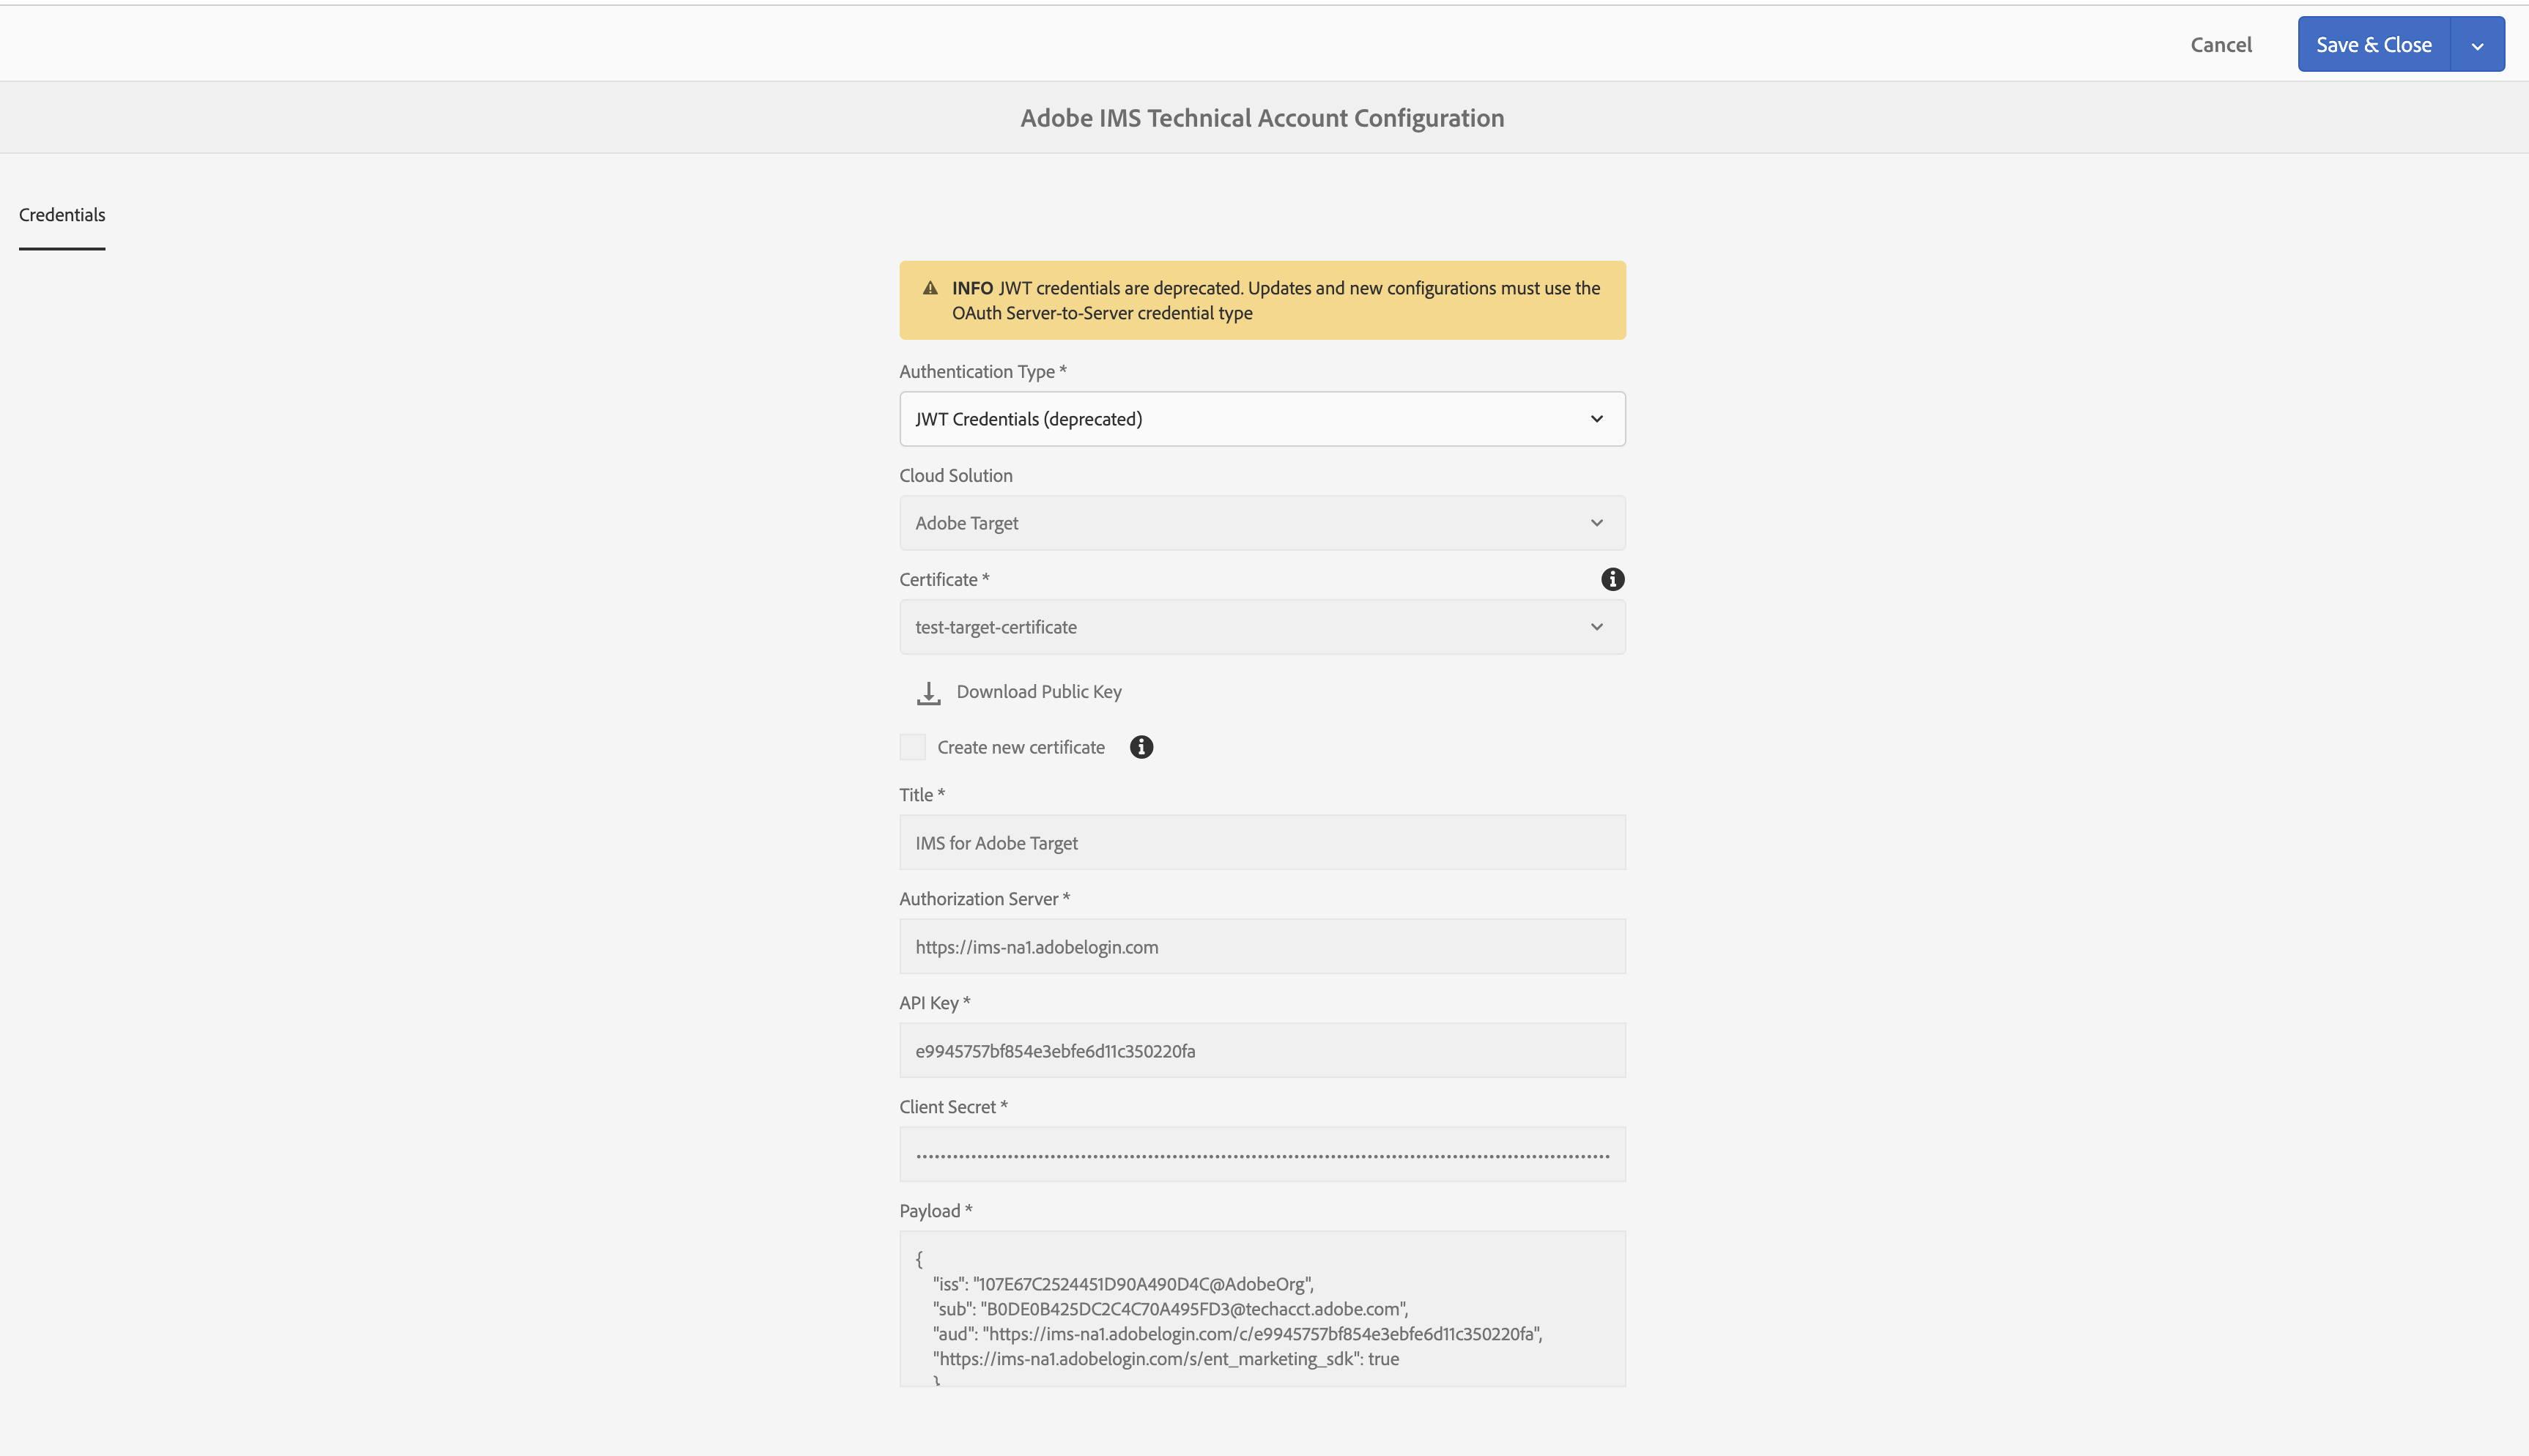 Cancel
Save & Close
Adobe IMS Technical Account Configuration
Credentials
INFO JWT credentials are deprecated. Updates and new configurations must use the
OAuth Server-to-Server credential type
Authentication Type *
JWT Credentials (deprecated)
Cloud Solution
Adobe Target
Certificate *
test-target-certificate
Download Public Key
Create new certificate
Title *
IMS for Adobe Target
Authorization Server *
https://ims-na1.adobelogin.com
API Key *
e9945757bf854e3ebfe6d11c350220fa
Client Secret *
Payload *
{
"iss": "107E67C2524451D90A490D4C@AdobeOrg",
"sub": "B0DE0B425DC2C4C70A495FD3@techacct.adobe.com",
"aud": "https://ims-na1.adobelogin.com/c/e9945757bf854e3ebfe6d11c350220fa",
"https://ims-na1.adobelogin.com/s/ent_marketing_sdk": true
}